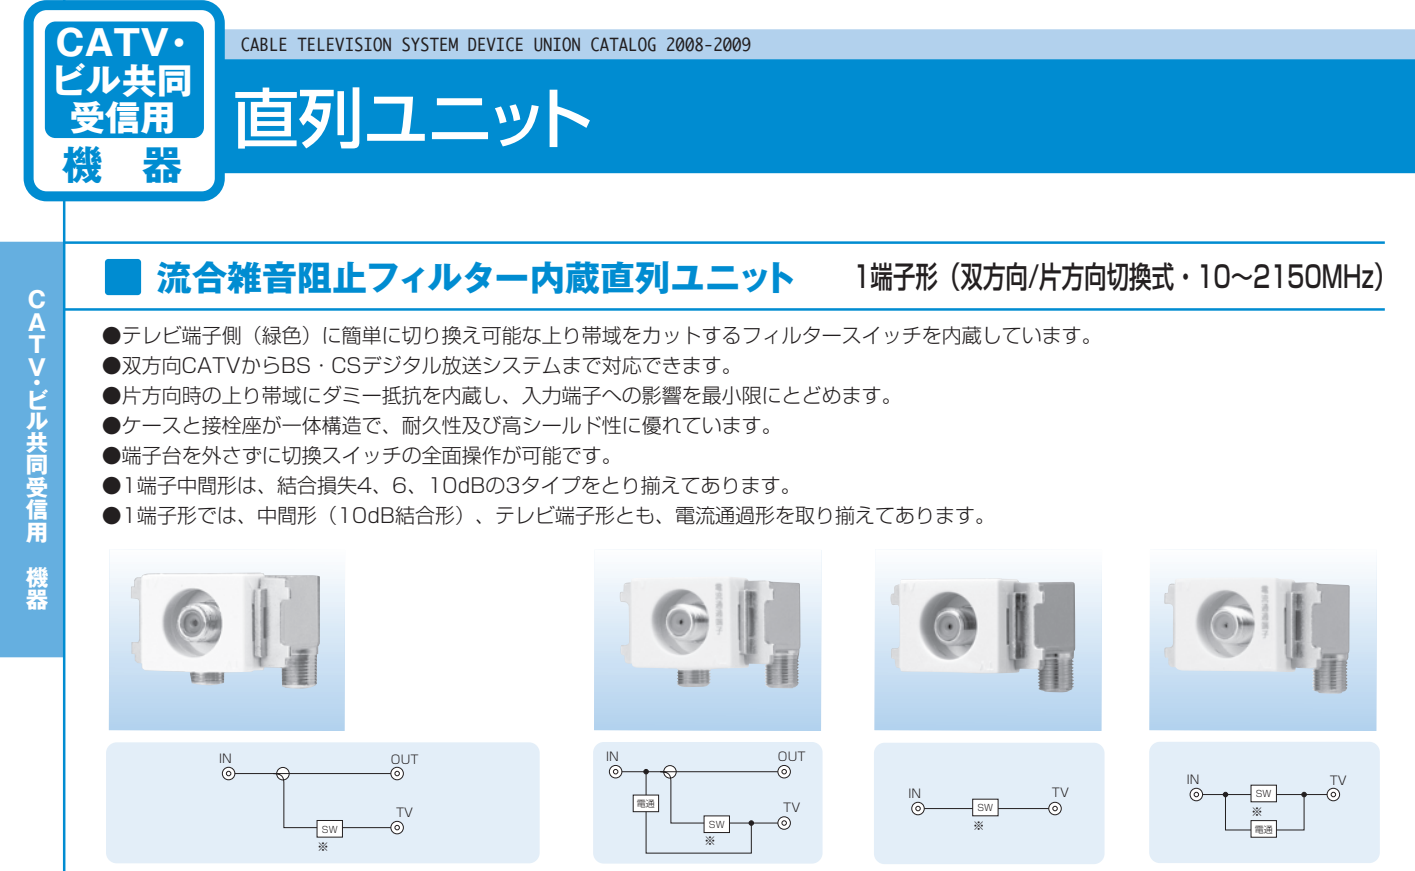 CATV・
ビル共同
受信用
機 器
CABLE TELEVISION SYSTEM DEVICE UNION CATALOG 2008-2009
直列ユニット
CATV・ビル共同受信用 機器
流合雑音阻止フィルター内蔵直列ユニット 1端子形（双方向/片方向切換式・10～2150MHz）
●テレビ端子側（緑色）に簡単に切り換え可能な上り帯域をカットするフィルタースイッチを内蔵しています。
●双方向CATVからBS・CSデジタル放送システムまで対応できます。
●片方向時の上り帯域にダミー抵抗を内蔵し、入力端子への影響を最小限にとどめます。
●ケースと接栓座が一体構造で、耐久性及び高シールド性に優れています。
●端子台を外さずに切換スイッチの全面操作が可能です。
●1端子中間形は、結合損失4、6、10dBの3タイプをとり揃えてあります。
●1端子形では、中間形（10dB結合形）、テレビ端子形とも、電流通過形を取り揃えてあります。
電流通過端子
電流通過端子
IN OUT
TV
SW
※
IN OUT
電通
TV
SW
※
IN TV
SW
※
IN TV
SW
※
電通